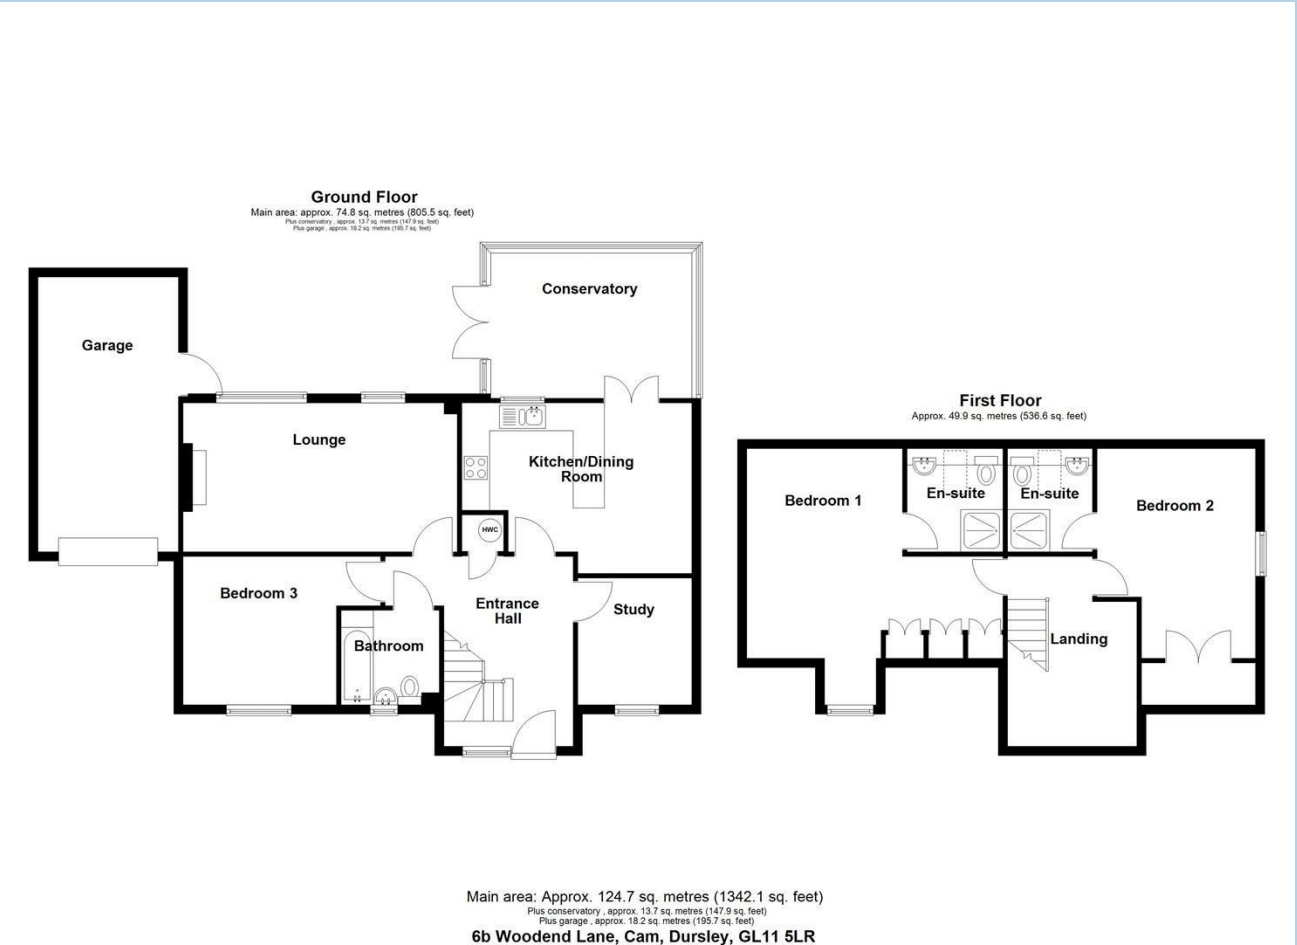 Ground Floor
Main area: approx. 74.8 sq. metres (805.5 sq. feet)
Plus conservatory , approx. 13.7 sq. metres (147.9 sq. feet)
Plus garage , approx. 18.2 sq. metres (195.7 sq. feet)
Conservatory
Garage
Lounge
Kitchen/Dining
Room
HWC
Bedroom 3
Entrance
Hall
Study
Bathroom
First Floor
Approx. 49.9 sq. metres (536.6 sq. feet)
Bedroom 1
En-suite
En-suite
Bedroom 2
Landing
Main area: Approx. 124.7 sq. metres (1342.1 sq. feet)
Plus conservatory , approx. 13.7 sq. metres (147.9 sq. feet)
Plus garage , approx. 18.2 sq. metres (195.7 sq. feet)
6b Woodend Lane, Cam, Dursley, GL11 5LR